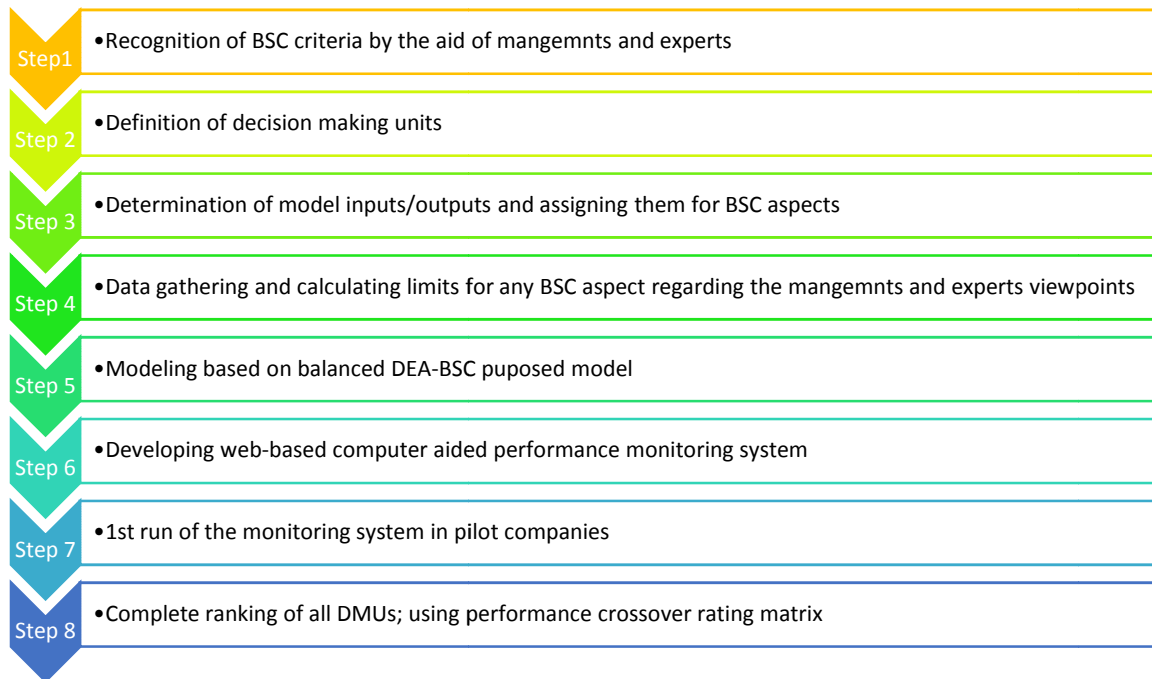 Step1
•Recognition of BSC criteria by the aid of mangemnts and experts
Step 2
•Definition of decision making units
Step 3
•Determination of model inputs/outputs and assigning them for BSC aspects
Step 4
•Data gathering and calculating limits for any BSC aspect regarding the mangemnts and experts viewpoints
Step 5
•Modeling based on balanced DEA-BSC puposed model
Step 6
•Developing web-based computer aided performance monitoring system
Step 7
•1st run of the monitoring system in pilot companies
Step 8
•Complete ranking of all DMUs; using performance crossover rating matrix